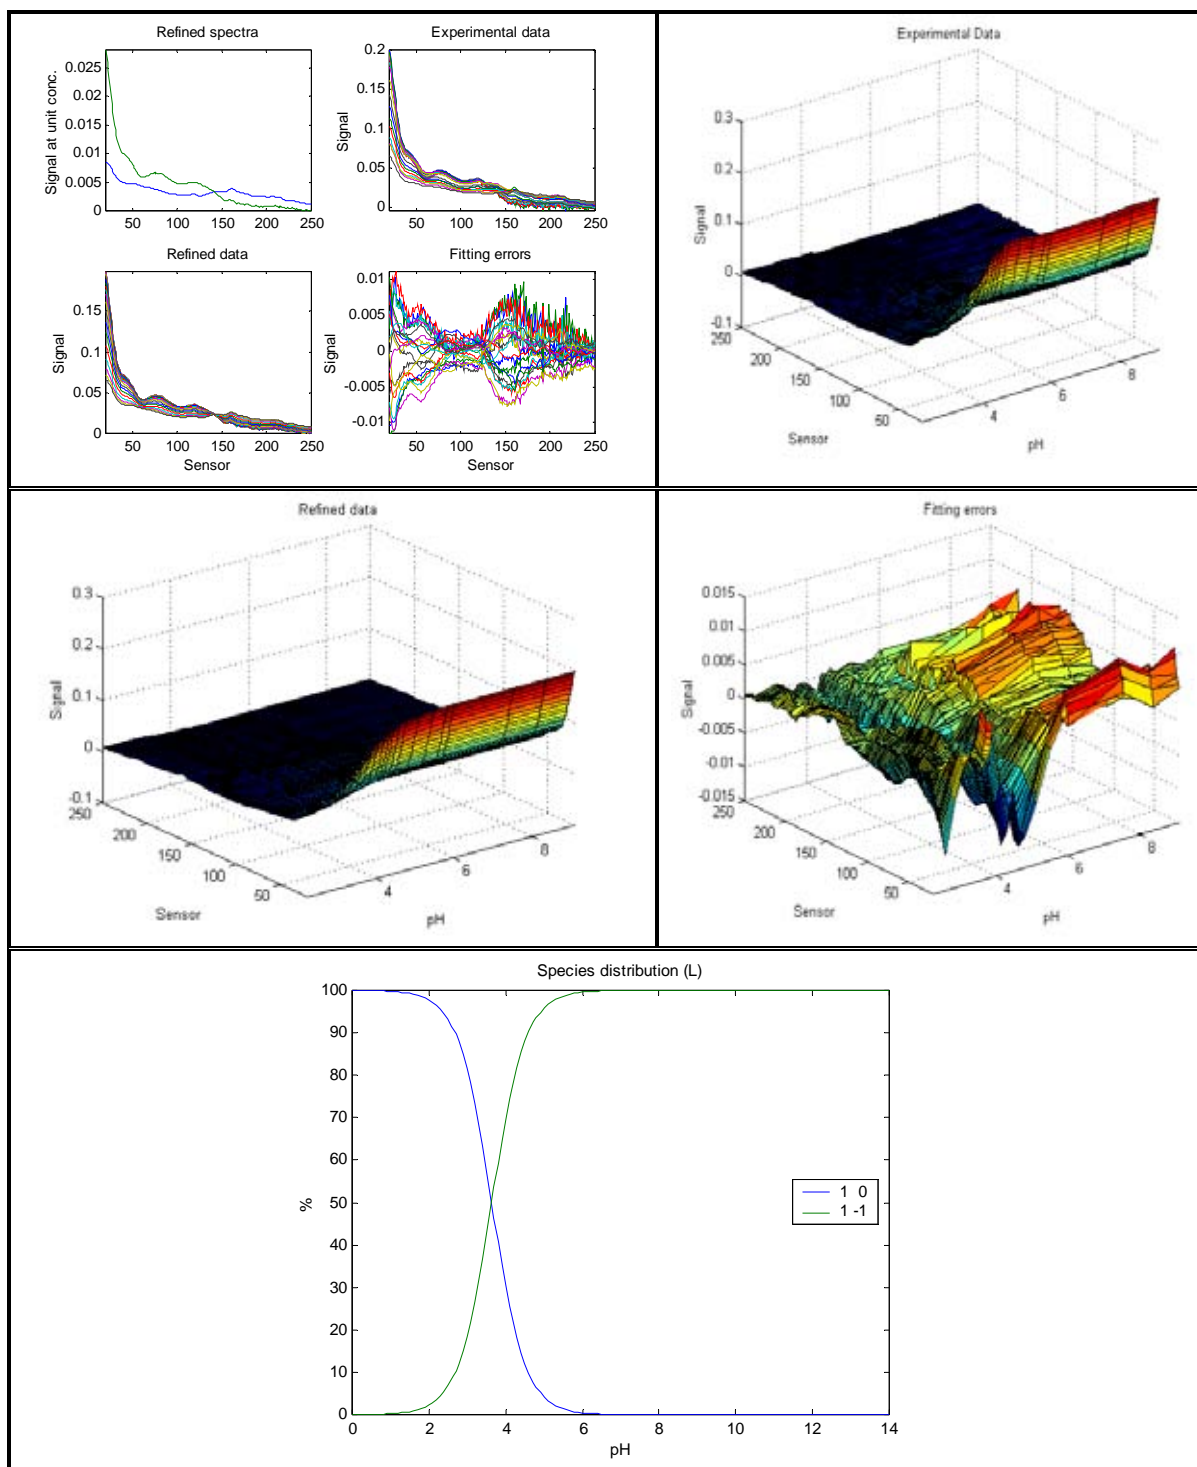 Refined spectra
Signal at unit conc.
0.025
0.02
0.015
0.01
0.005
0
50 100 150 200 250
Experimental data
Signal
0.2
0.15
0.1
0.05
0
50 100 150 200 250
Refined data
Signal
0.15
0.1
0.05
0
50 100 150 200 250
Sensor
Fitting errors
Signal
0.01
0.005
0
-0.005
-0.01
50 100 150 200 250
Sensor
Experimental Data
Signal
0.3
0.2
0.1
0
-0.1
250
200
150
100
50
Sensor
4
6
8
pH
Refined data
Signal
0.3
0.2
0.1
0
-0.1
250
200
150
100
50
Sensor
4
6
8
pH
Fitting errors
Signal
0.015
0.01
0.005
0
-0.005
-0.01
-0.015
250
200
150
100
50
Sensor
4
6
8
pH
Species distribution (L)
%
100
90
80
70
60
50
40
30
20
10
0
0 2 4 6 8 10 12 14
pH
1 0
1 -1